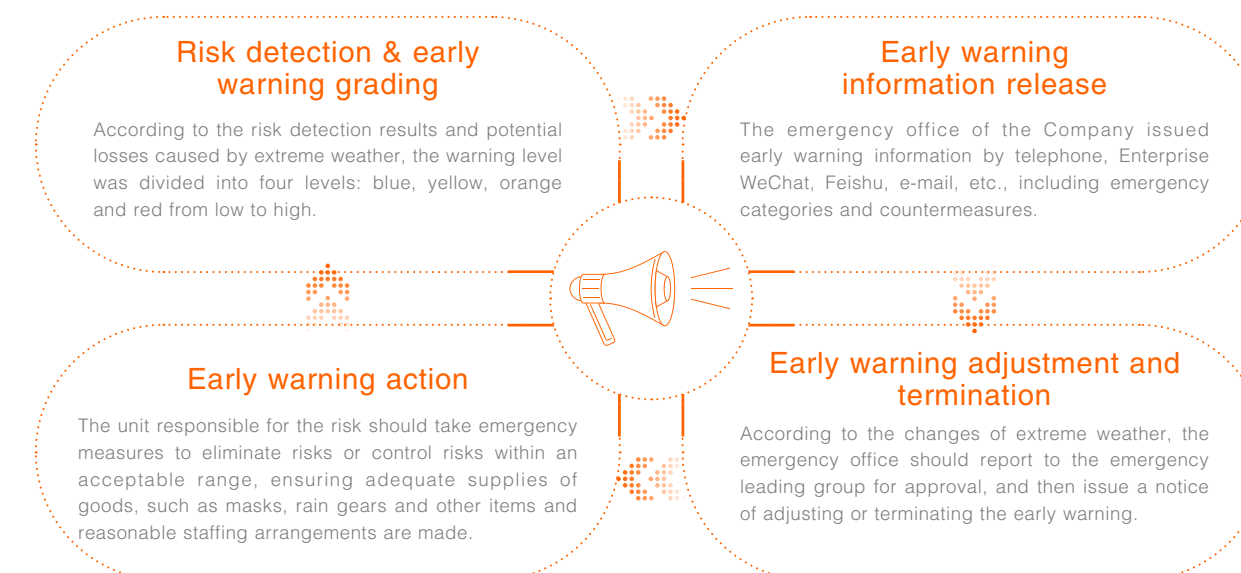 Risk detection & early
warning grading
According to the risk detection results and potential
losses caused by extreme weather, the warning level
was divided into four levels: blue, yellow, orange
and red from low to high.
Early warning
information release
The emergency office of the Company issued
early warning information by telephone, Enterprise
WeChat, Feishu, e-mail, etc., including emergency
categories and countermeasures.
Early warning action
The unit responsible for the risk should take emergency
measures to eliminate risks or control risks within an
acceptable range, ensuring adequate supplies of
goods, such as masks, rain gears and other items and
reasonable staffing arrangements are made.
Early warning adjustment and
termination
According to the changes of extreme weather, the
emergency office should report to the emergency
leading group for approval, and then issue a notice
of adjusting or terminating the early warning.